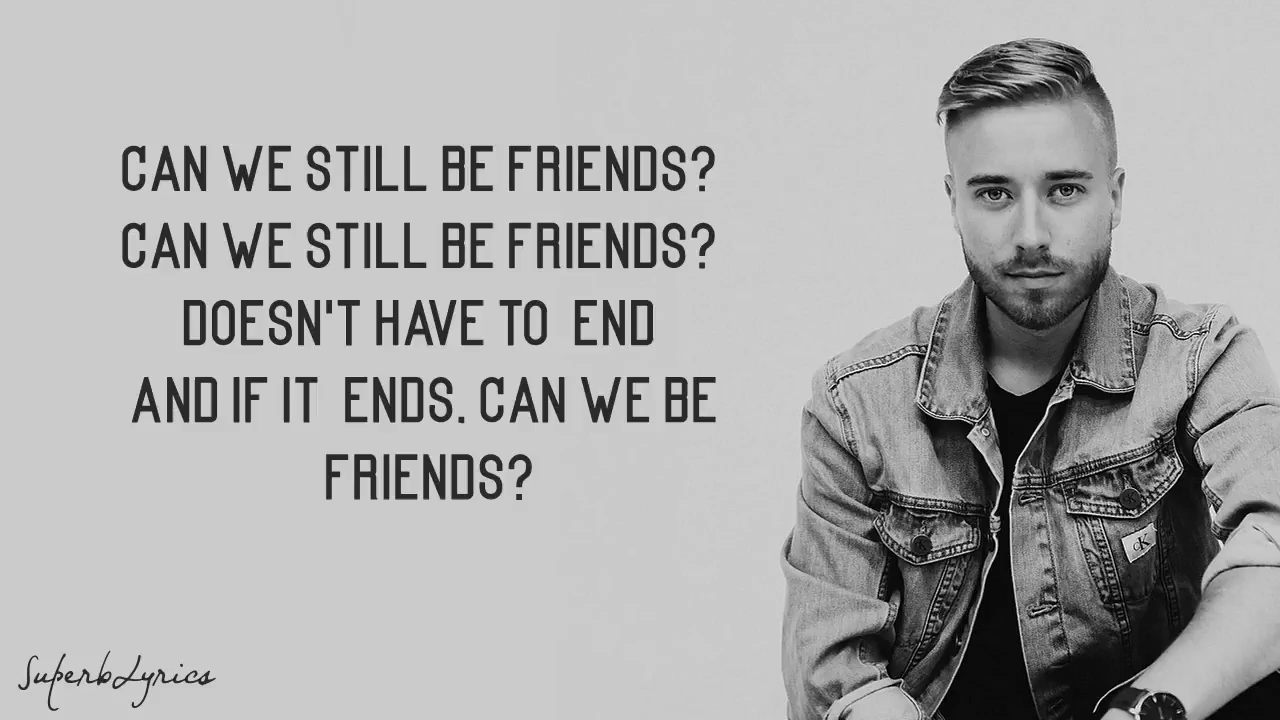 CAN WE STILL BE FRIENDS?
CAN WE STILL BE FRIENDS?
DOESN'T HAVE TO END
AND IF IT ENDS. CAN WE BE
FRIENDS?
cK
SuperbLyrics